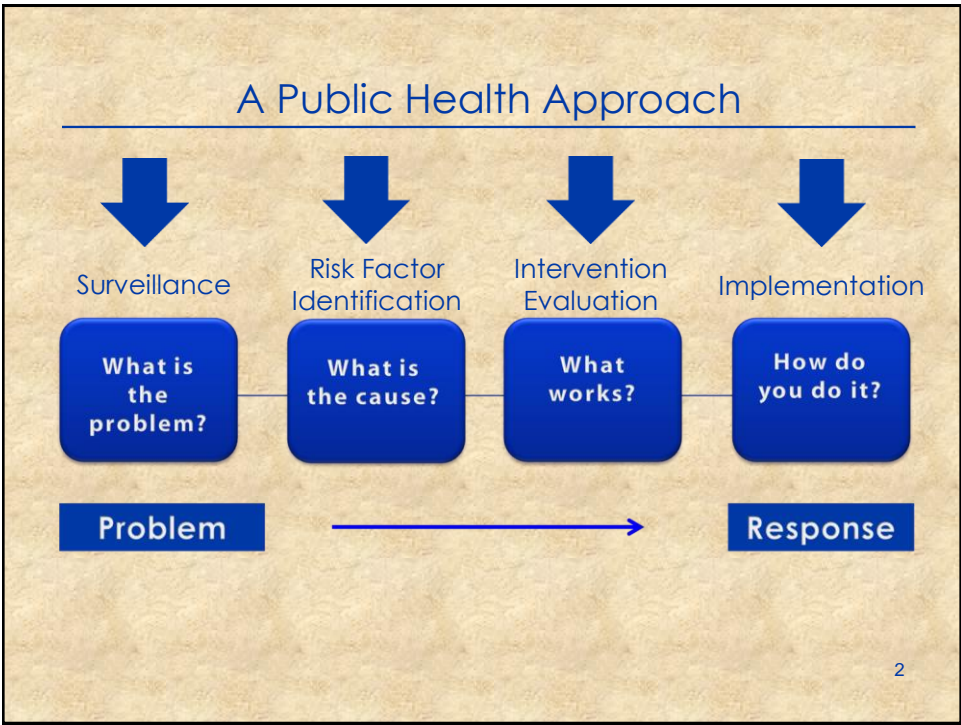 A Public Health Approach
Surveillance
Risk Factor
Identification
Intervention
Evaluation
Implementation
What is
the
problem?
What is
the cause?
What
works?
How do
you do it?
Problem
Response
2